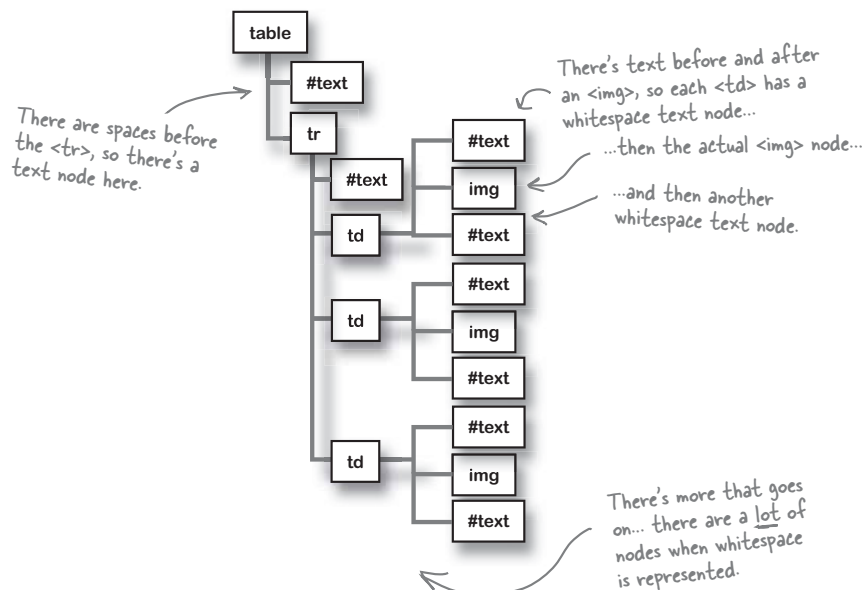 table
#text
tr
#text
td
#text
img
#text
td
#text
img
#text
td
#text
img
#text
There are spaces before
the <tr>, so there's a
text node here.
There's text before and after
an <img>, so each <td> has a
whitespace text node...
...then the actual <img> node...
...and then another
whitespace text node.
There's more that goes
on... there are a lot of
nodes when whitespace
is represented.